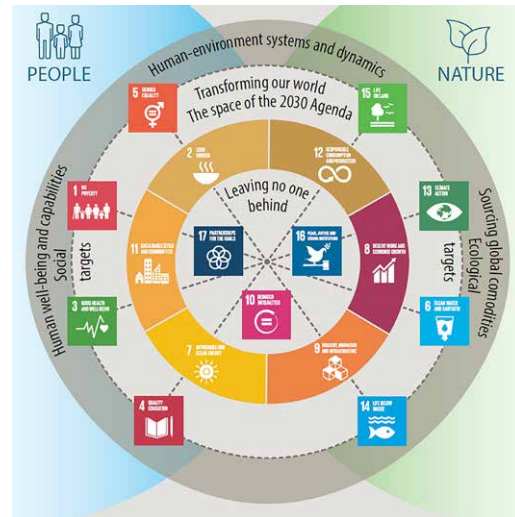 PEOPLE
NATURE
Human-environment systems and dynamics
Transforming our world
The space of the 2030 Agenda
5 GENDER EQUALITY
15 LIFE ON LAND
2 ZERO HUNGER
12 RESPONSIBLE CONSUMPTION AND PRODUCTION
Leaving no one
behind
1 NO POVERTY
13 CLIMATE ACTION
17 PARTNERSHIPS FOR THE GOALS
16 PEACE, JUSTICE AND STRONG INSTITUTIONS
11 SUSTAINABLE CITIES AND COMMUNITIES
8 DECENT WORK AND ECONOMIC GROWTH
Human well-being and capabilities
Social
targets
Sourcing global comodities
Ecological
targets
3 GOOD HEALTH AND WELL-BEING
10 REDUCED INEQUALITIES
6 CLEAN WATER AND SANITATION
7 AFFORDABLE AND CLEAN ENERGY
9 INDUSTRY, INNOVATION AND INFRASTRUCTURE
4 QUALITY EDUCATION
14 LIFE BELOW WATER